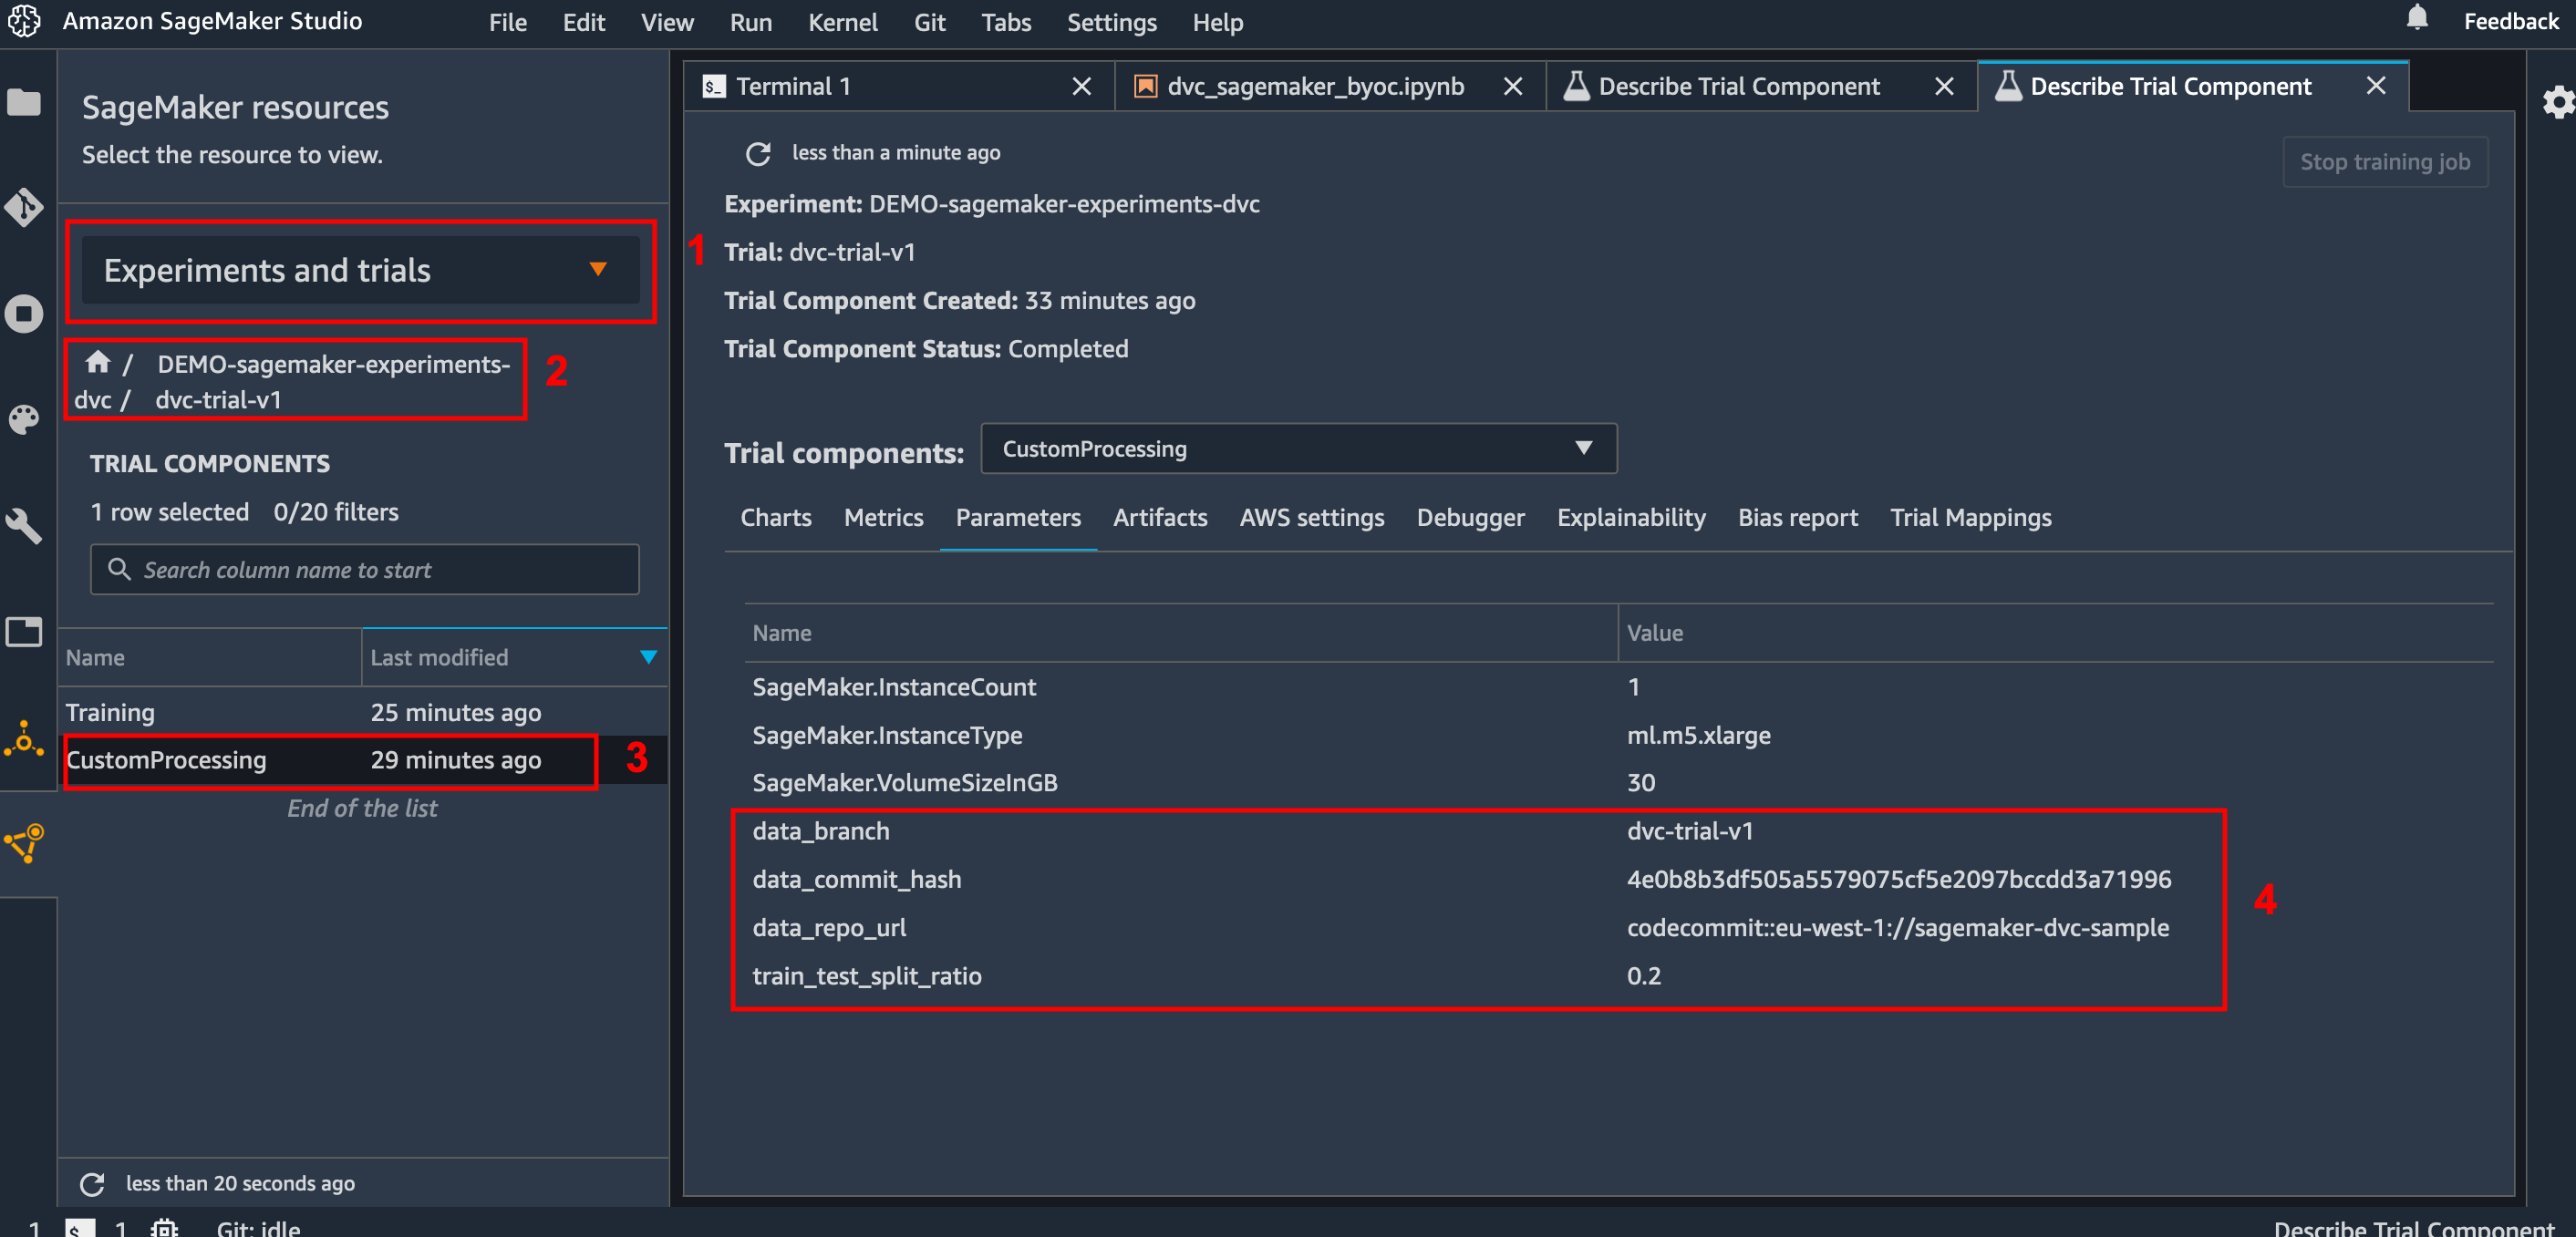 Amazon SageMaker Studio File Edit View Run Kernel Git Tabs Settings Help Feedback
SageMaker resources
Select the resource to view.
Experiments and trials
1
/ DEMO-sagemaker-experiments-
dvc / dvc-trial-v1
2
TRIAL COMPONENTS
1 row selected 0/20 filters
Search column name to start
Name Last modified
Training 25 minutes ago
CustomProcessing 29 minutes ago
3
End of the list
less than 20 seconds ago
$_ Terminal 1 dvc_sagemaker_byoc.ipynb Describe Trial Component Describe Trial Component
less than a minute ago
Stop training job
Experiment: DEMO-sagemaker-experiments-dvc
Trial: dvc-trial-v1
Trial Component Created: 33 minutes ago
Trial Component Status: Completed
Trial components: CustomProcessing
Charts Metrics Parameters Artifacts AWS settings Debugger Explainability Bias report Trial Mappings
Name Value
SageMaker.InstanceCount 1
SageMaker.InstanceType ml.m5.xlarge
SageMaker.VolumeSizeInGB 30
data_branch dvc-trial-v1
data_commit_hash 4e0b8b3df505a5579075cf5e2097bccdd3a71996
data_repo_url codecommit::eu-west-1://sagemaker-dvc-sample
train_test_split_ratio 0.2
4
1 $_ 1 Git: idle Describe Trial Component